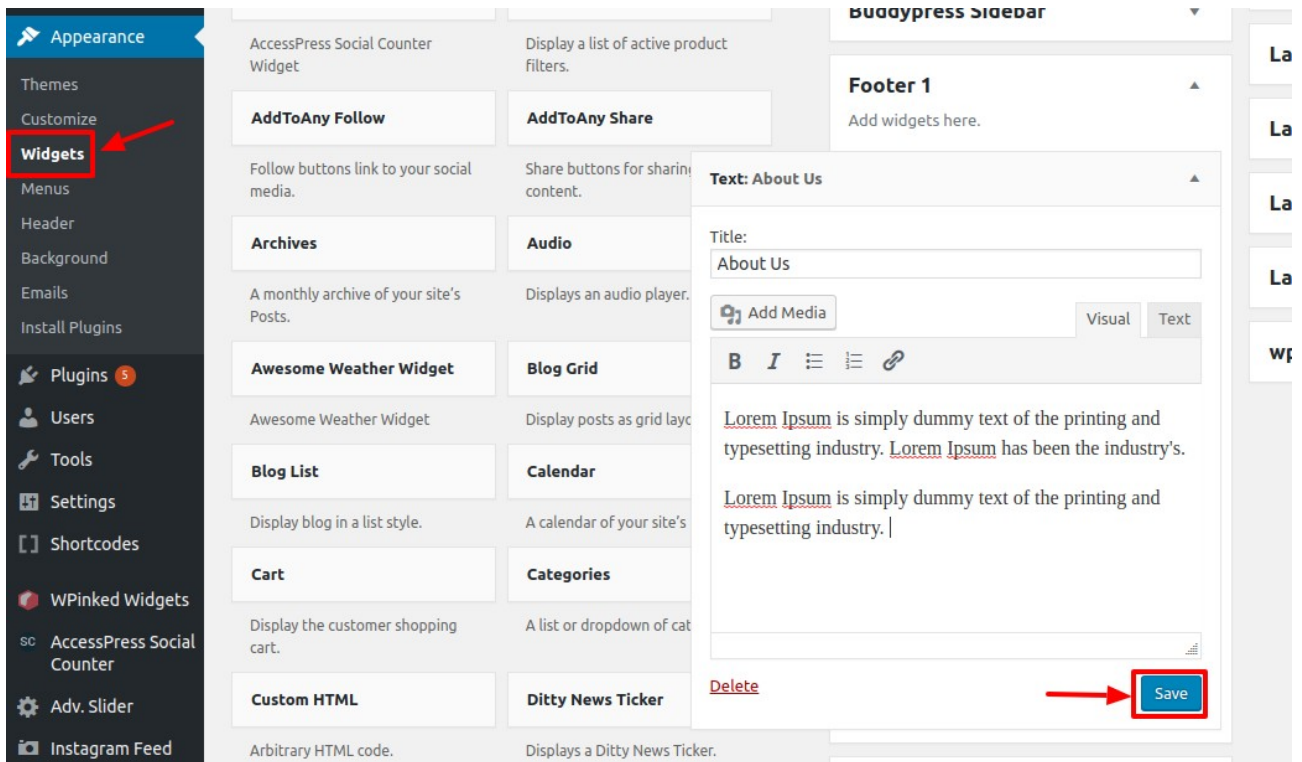 Appearance
Themes
Customize
Widgets
Menus
Header
Background
Emails
Install Plugins
Plugins 5
Users
Tools
Settings
Shortcodes
WPinked Widgets
SC AccessPress Social
Counter
Adv. Slider
Instagram Feed
AccessPress Social Counter
Widget
AddToAny Follow
Follow buttons link to your social
media.
Archives
A monthly archive of your site's
Posts.
Awesome Weather Widget
Awesome Weather Widget
Blog List
Display blog in a list style.
Cart
Display the customer shopping
cart.
Custom HTML
Arbitrary HTML code.
Display a list of active product
filters.
AddToAny Share
Share buttons for sharing
content.
Audio
Displays an audio player.
Blog Grid
Display posts as grid layo
Calendar
A calendar of your site's
Categories
A list or dropdown of cat
Ditty News Ticker
Displays a Ditty News Ticker.
Buddypress Sidebar
Footer 1
Add widgets here.
Text: About Us
Title:
About Us
Add Media
Visual Text
B I
Lorem Ipsum is simply dummy text of the printing and
typesetting industry. Lorem Ipsum has been the industry's.
Lorem Ipsum is simply dummy text of the printing and
typesetting industry.
Delete
Save
La
La
La
La
wp